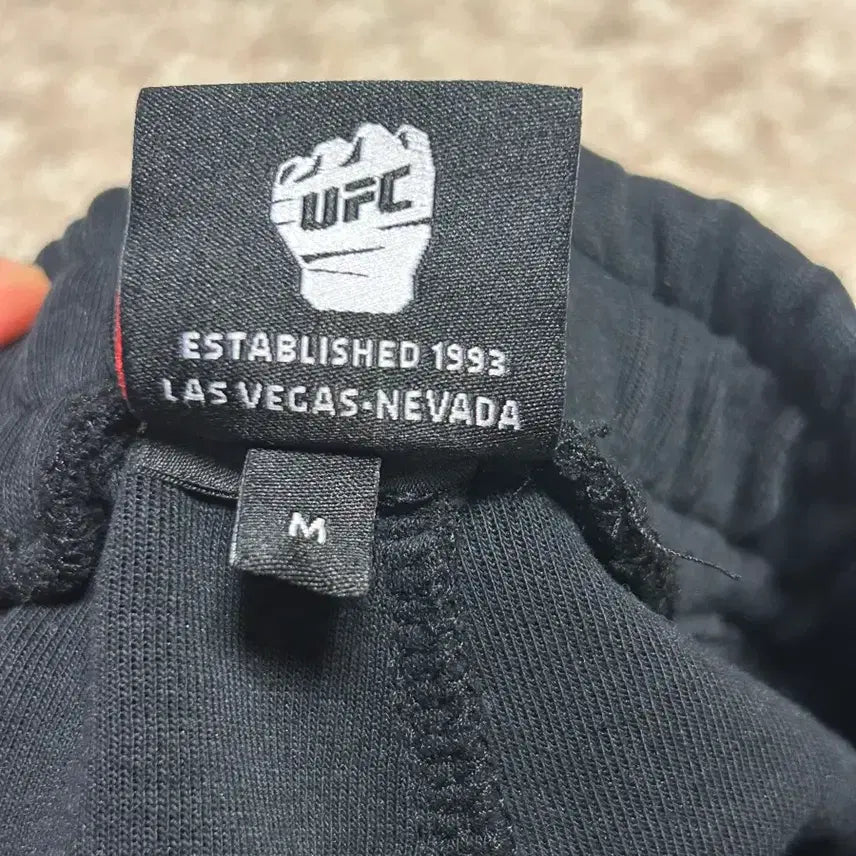 UFC
ESTABLISHED 1993
LAS VEGAS·NEVADA
M